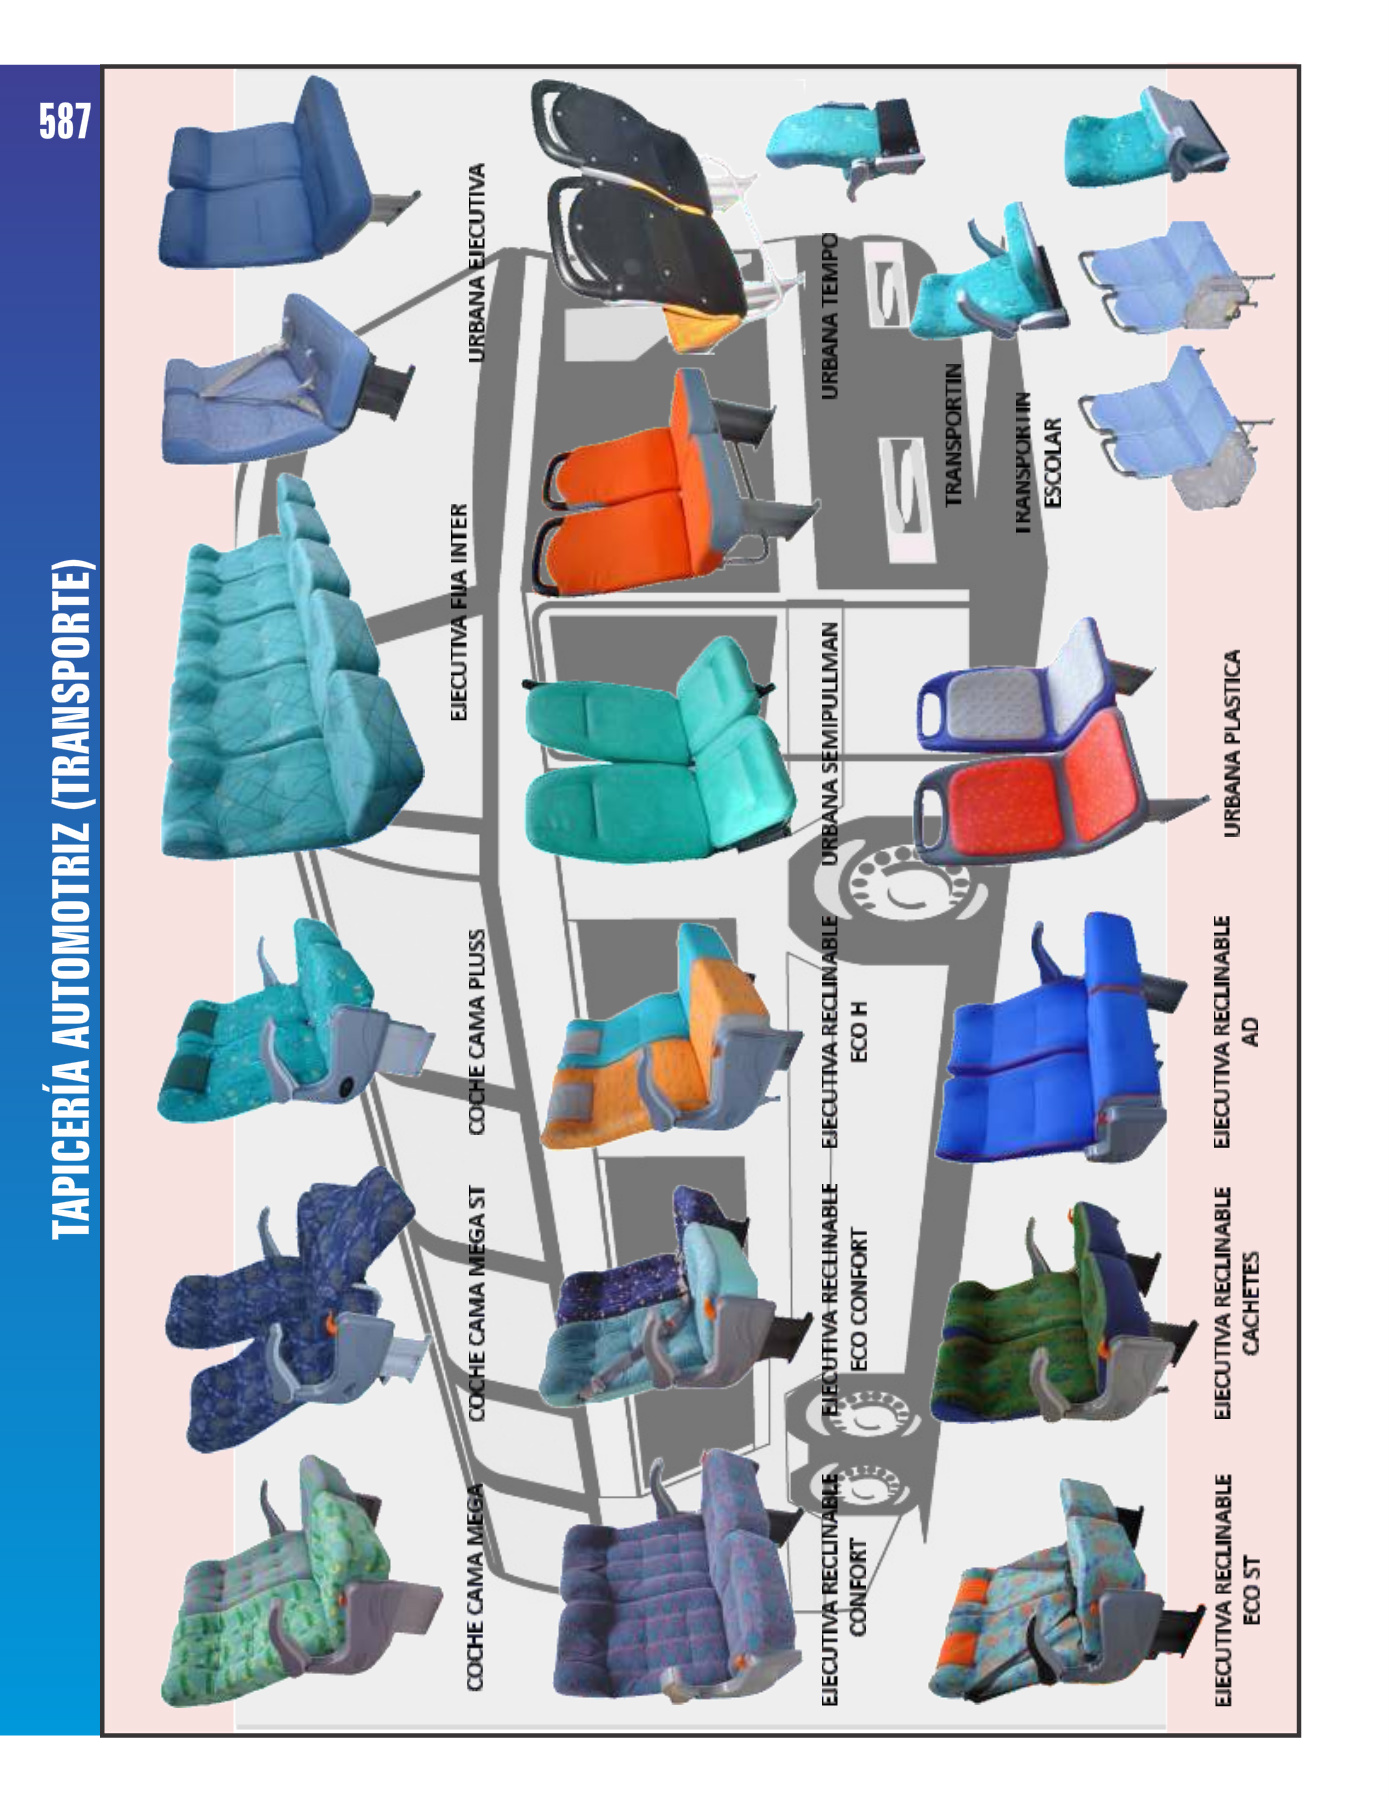 587
TAPICERÍA AUTOMOTRIZ (TRANSPORTE)
COCHE CAMA MEGA
COCHE CAMA MEGA ST
COCHE CAMA PLUSS
EJECUTIVA FIJA INTER
URBANA EJECUTIVA
EJECUTIVA RECLINABLE
CONFORT
EJECUTIVA RECLINABLE
ECO CONFORT
EJECUTIVA RECLINABLE
ECO H
URBANA SEMIPULLMAN
URBANA TEMPO
TRANSPORTIN
TRANSPORTIN
ESCOLAR
EJECUTIVA RECLINABLE
ECO ST
EJECUTIVA RECLINABLE
CACHETES
EJECUTIVA RECLINABLE
AD
URBANA PLASTICA